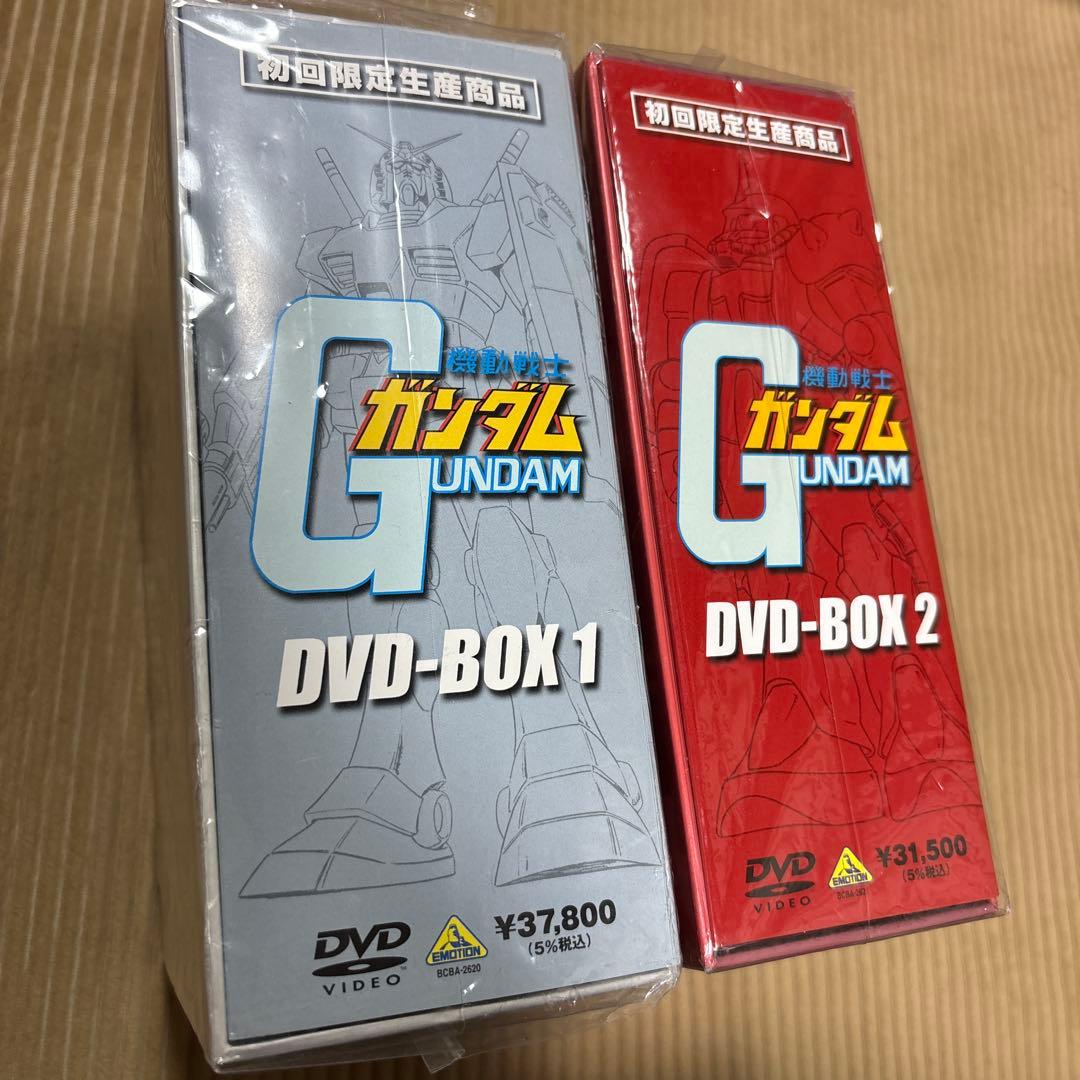 初回限定生産商品
機動戦士
ガンダム
GUNDAM
DVD-BOX 1
DVD
VIDEO
EMOTION
BCBA-2620
¥37,800
(5%税込)
初回限定生産商品
機動戦士
ガンダム
GUNDAM
DVD-BOX 2
DVD
VIDEO
EMOTION
¥31,500
(5%税込)